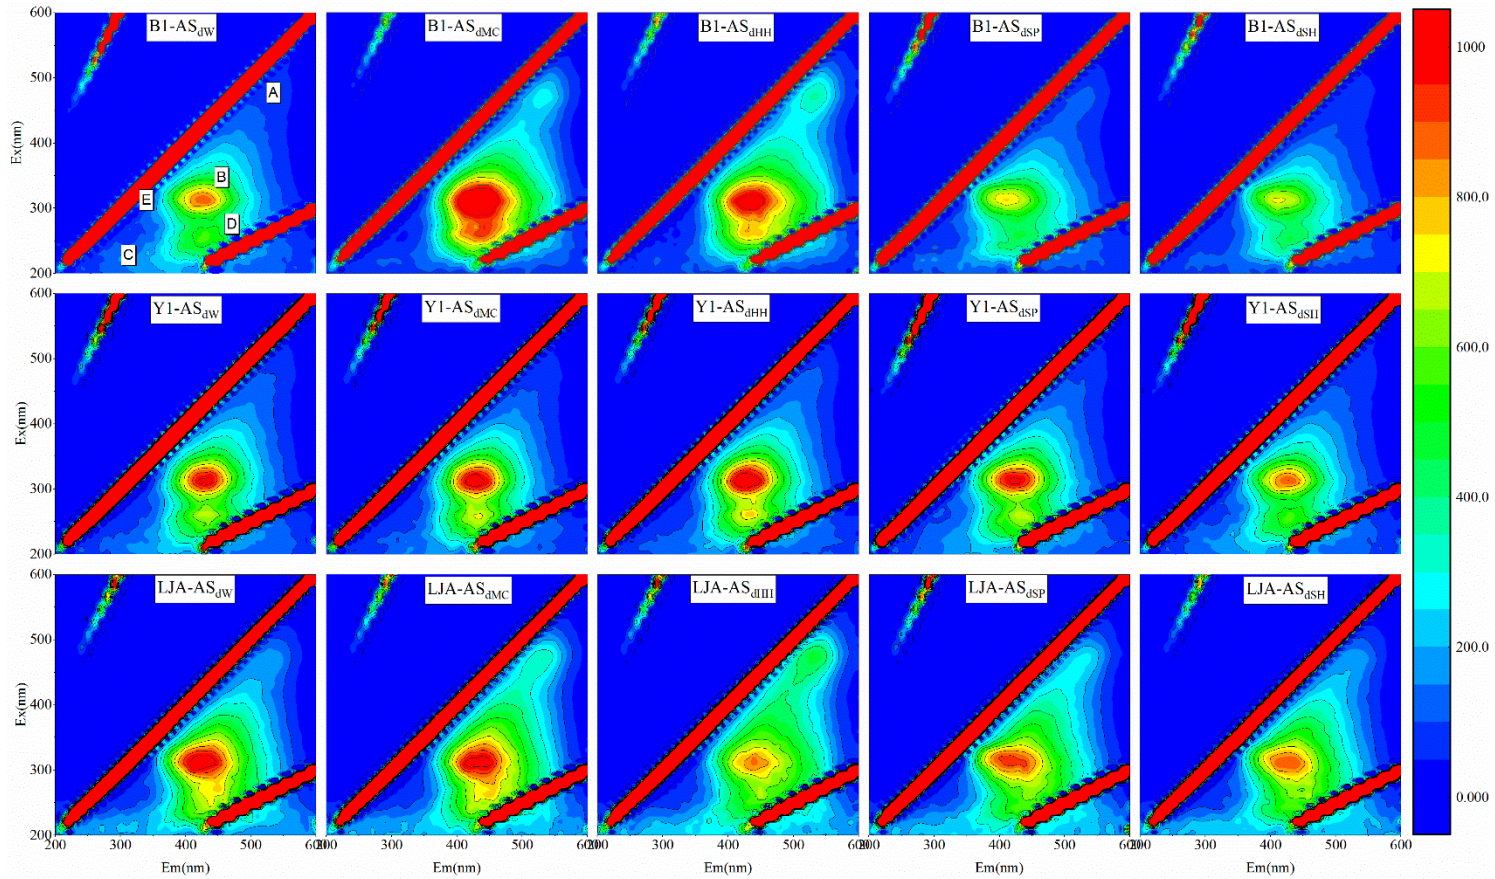 600 B1-ASdW B1-ASdMC B1-ASdHH B1-ASdSP B1-ASdSH 1000
500 A
400
Ex(nm)
B
E 800.0
300
D
C
200
600 Y1-ASdW Y1-ASdMC Y1-ASdHH Y1-ASdSP Y1-ASdSH
600.0
500
400 400.0
Ex(nm)
300
200
600 LJA-ASdW LJA-ASdMC LJA-ASdHH LJA-ASdSP LJA-ASdSH
500 200.0
400
Ex(nm)
300 0.000
200
200 300 400 500 600 300 400 500 600 300 400 500 600 300 400 500 600 300 400 500 600
Em(nm) Em(nm) Em(nm) Em(nm) Em(nm)